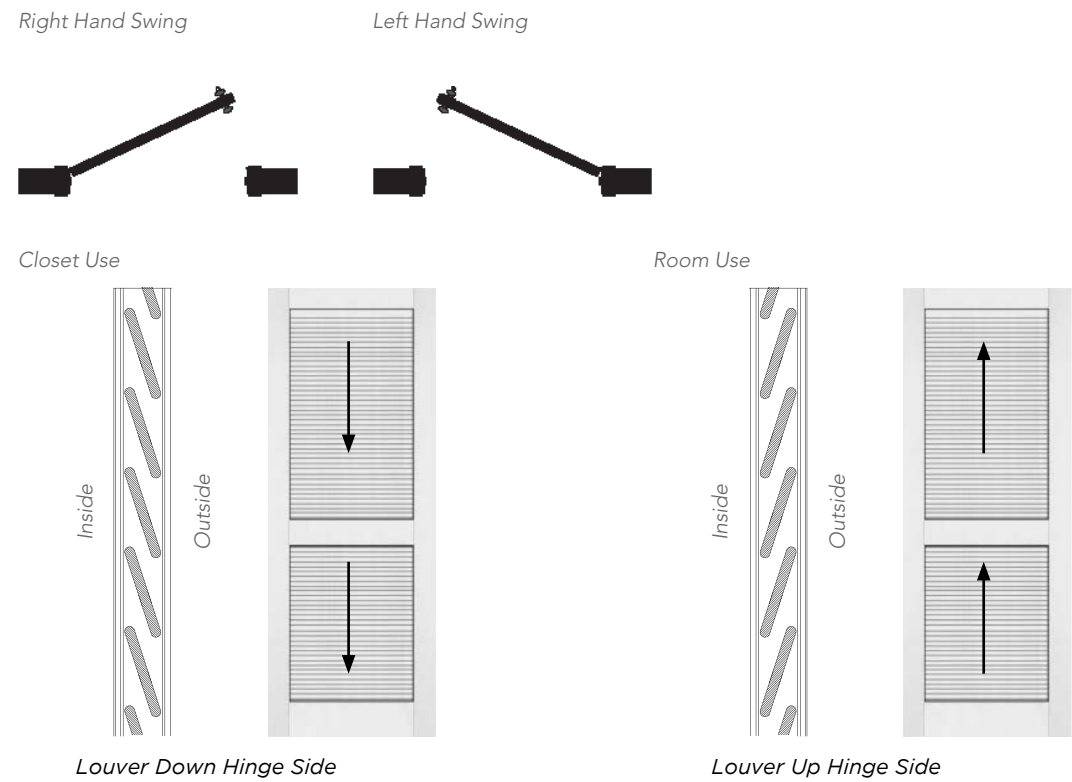 Right Hand Swing
Left Hand Swing
Closet Use
Room Use
Inside
Outside
Inside
Outside
Louver Down Hinge Side
Louver Up Hinge Side